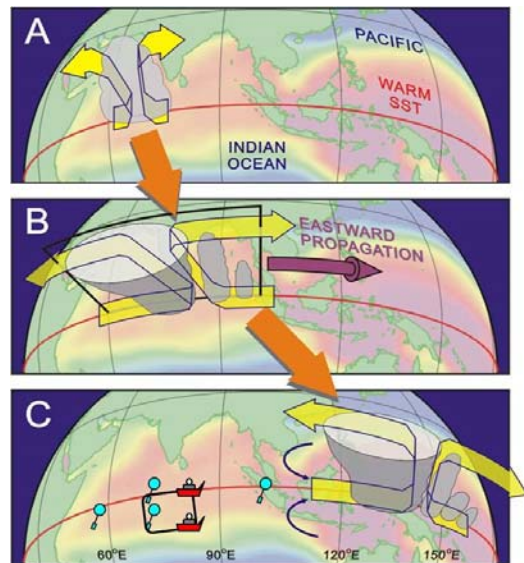 A
PACIFIC
WARM
SST
INDIAN
OCEAN
B
EASTWARD
PROPAGATION
C
60°E
90°E
120°E
150°E